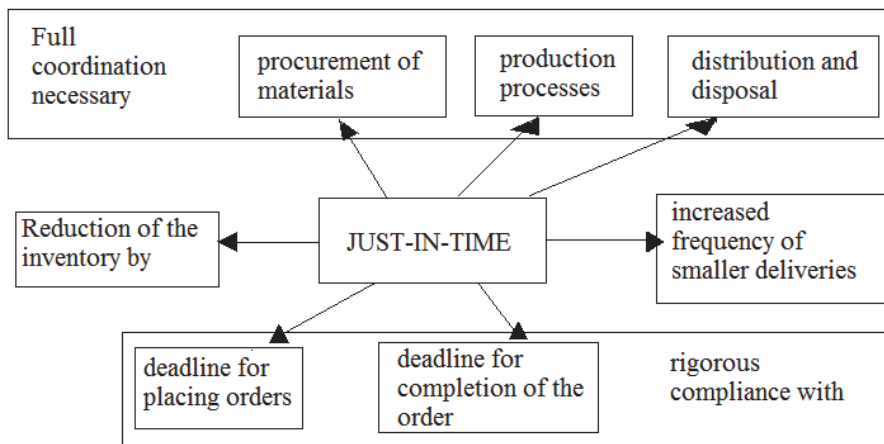 Full
coordination
necessary
procurement of
materials
production
processes
distribution and
disposal
Reduction of the
inventory by
JUST-IN-TIME
increased
frequency of
smaller deliveries
deadline for
placing orders
deadline for
completion of the
order
rigorous
compliance with